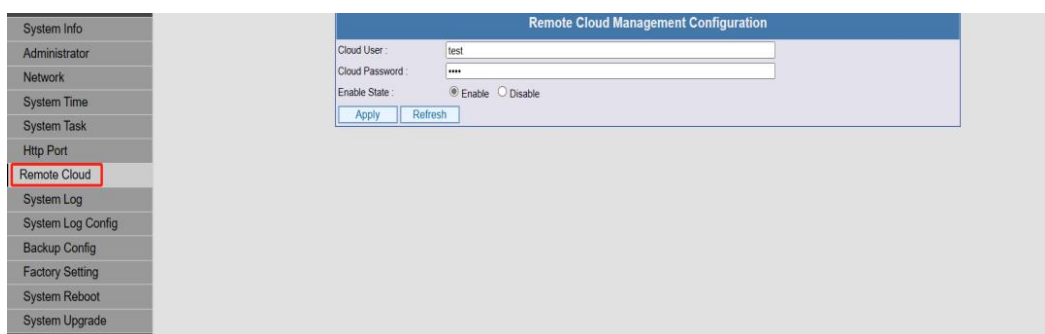 System Info
Administrator
Network
System Time
System Task
Http Port
Remote Cloud
System Log
System Log Config
Backup Config
Factory Setting
System Reboot
System Upgrade
Remote Cloud Management Configuration
Cloud User : test
Cloud Password : ••••
Enable State : Enable Disable
Apply Refresh